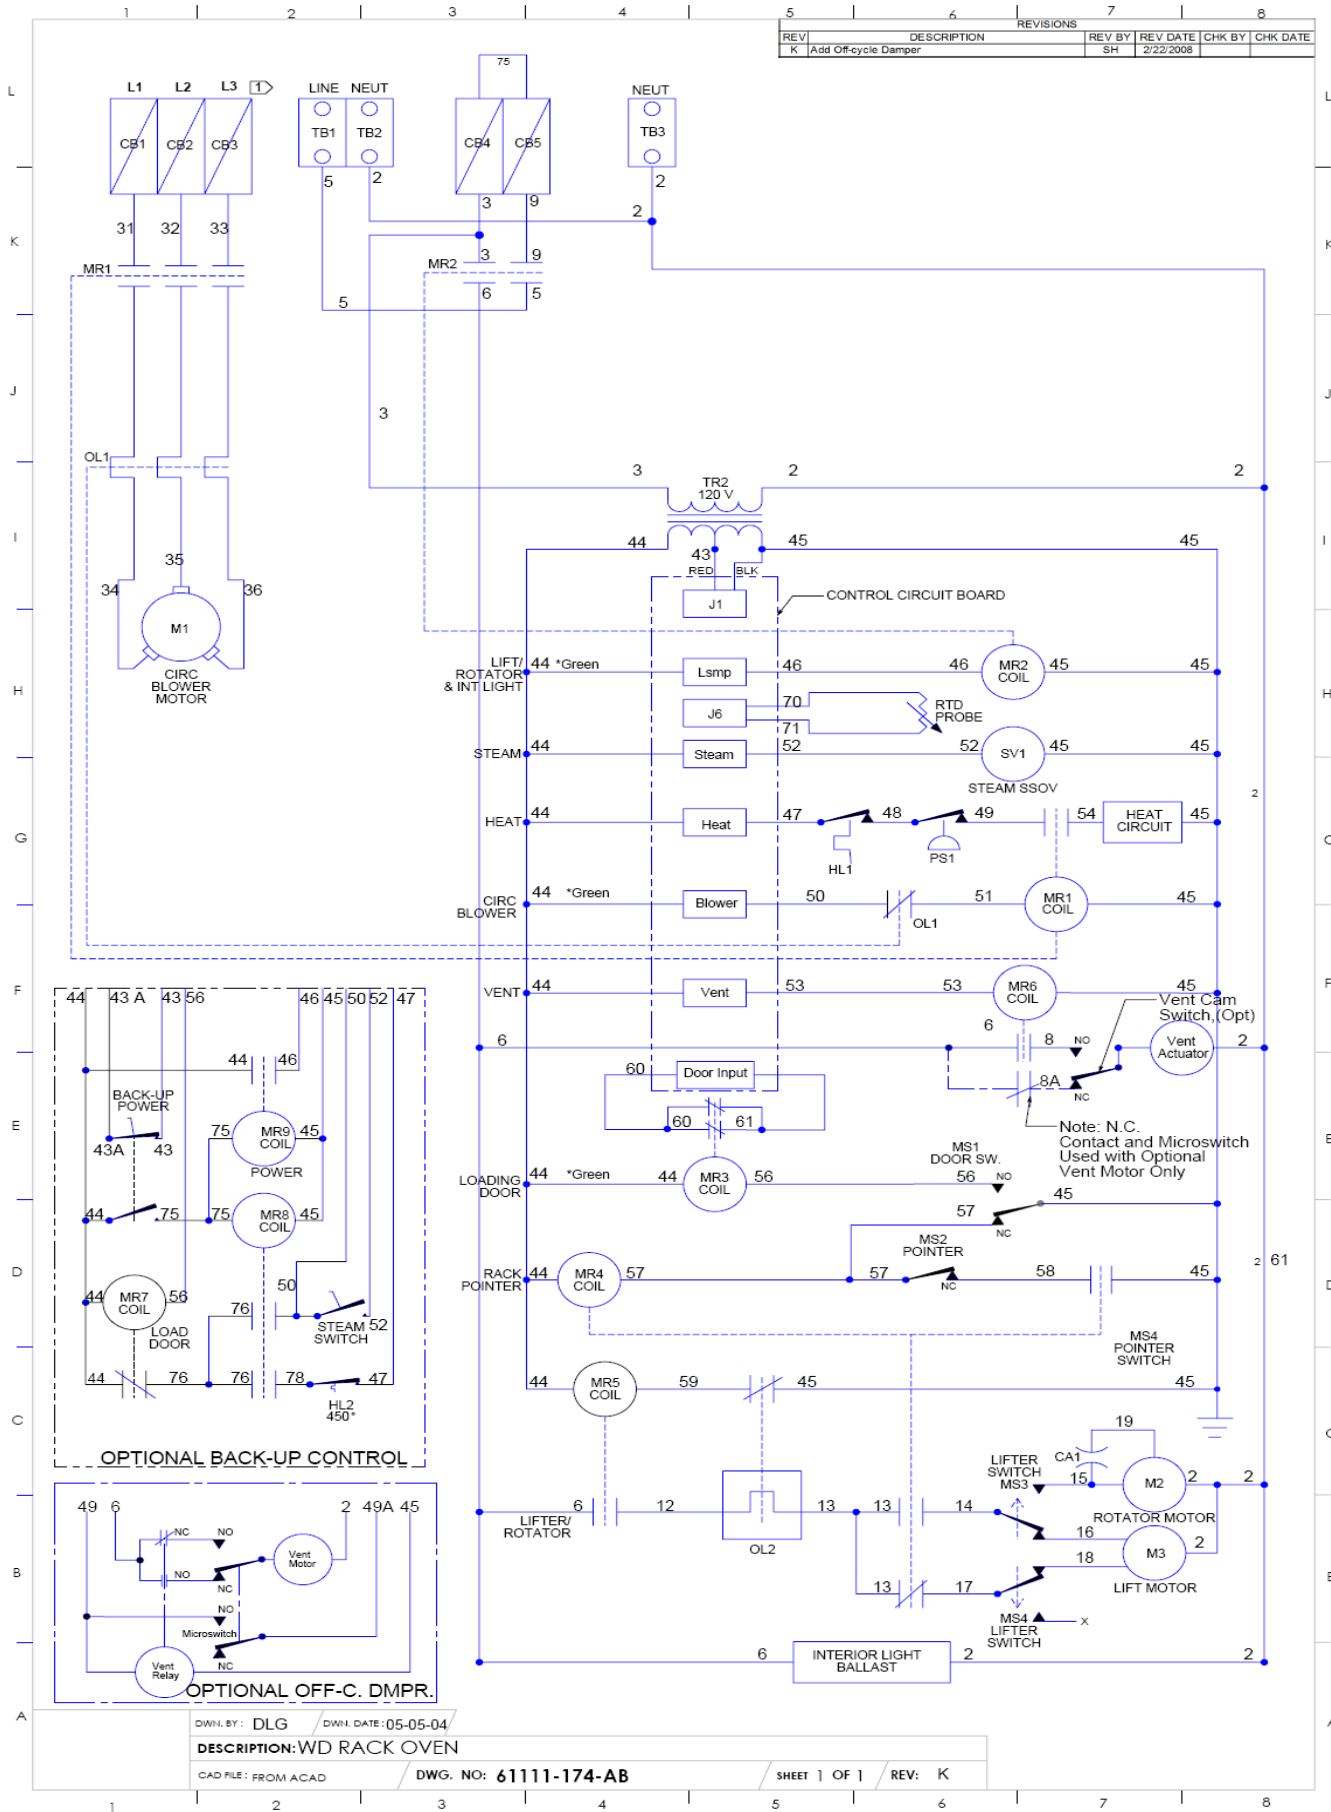 1 2 3 4 5 6 7 8
REVISIONS
REV DESCRIPTION REV BY REV DATE CHK BY CHK DATE
K Add Off-cycle Damper SH 2/22/2008
L L
L1 L2 L3 1
LINE NEUT
75
NEUT
CB1 CB2 CB3
TB1 TB2
CB4 CB5
TB3
5 2 3 9 2
2
31 32 33
K K
MR1
MR2
3 9
6 5
5
J J
3
OL1
3 2 2
TR2
120 V
I I
44 43 45 45
RED BLK
35
34 36
J1
CONTROL CIRCUIT BOARD
M1
CIRC
BLOWER
MOTOR
H H
LIFT/
ROTATOR
& INT LIGHT
44 *Green Lsmp 46 46 MR2
COIL 45 45
J6 70
71
RTD
PROBE
STEAM 44 Steam 52 52 SV1 45 45
STEAM SSOV
2
G G
HEAT 44 Heat 47 48 49 54 HEAT
CIRCUIT 45
HL1 PS1
CIRC
BLOWER
44 *Green Blower 50 51 MR1
COIL 45
OL1
F F
VENT 44 Vent 53 53 MR6
COIL 45
Vent Cam
Switch,(Opt)
6 6 8 NO Vent
Actuator 2
8A NC
60 Door Input
60 61
Note: N.C.
Contact and Microswitch
Used with Optional
Vent Motor Only
E E
MS1
DOOR SW.
LOADING
DOOR
44 *Green 44 MR3
COIL 56 56 NO
45
57
NC
MS2
POINTER
2 61
D D
RACK
POINTER
44 MR4
COIL 57 57 NC 58 45
MS4
POINTER
SWITCH
44 MR5
COIL 59 45 45
C C
19
LIFTER
SWITCH
MS3
CA1
15 M2 2 2
ROTATOR MOTOR
LIFTER/
ROTATOR
6 12 13 13 14
16
OL2
18 M3 2
LIFT MOTOR
B B
13 17
MS4
LIFTER
SWITCH
X
6 INTERIOR LIGHT
BALLAST 2 2
44 43 A 43 56 46 45 50 52 47
44 46
BACK-UP
POWER
43A 43
75 MR9
COIL 45
POWER
44 75 75 MR8
COIL 45
50
44 MR7
COIL 56
LOAD
DOOR
76
STEAM
SWITCH
52
44 76 76 78 47
HL2
450°
OPTIONAL BACK-UP CONTROL
49 6 2 49A 45
NC NO
Vent
Motor
NO NC
NO
Microswitch
NC
Vent
Relay
OPTIONAL OFF-C. DMPR.
A
DWN. BY: DLG DWN. DATE: 05-05-04
DESCRIPTION: WD RACK OVEN
CAD FILE: FROM ACAD DWG. NO: 61111-174-AB SHEET 1 OF 1 REV: K
1 2 3 4 5 6 7 8